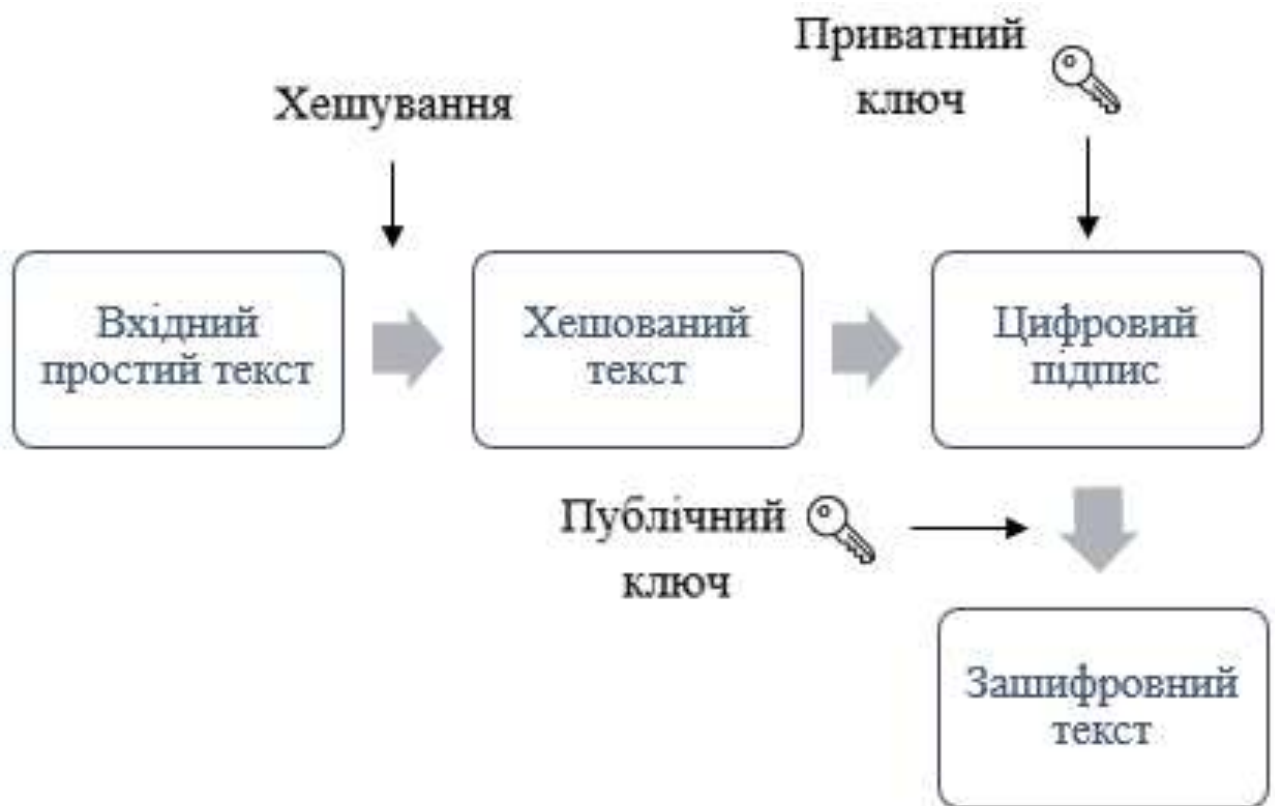 Приватний
ключ
Хешування
Вхідний
простий текст
Хешований
текст
Цифровий
підпис
Публічний
ключ
Зашифровний
текст